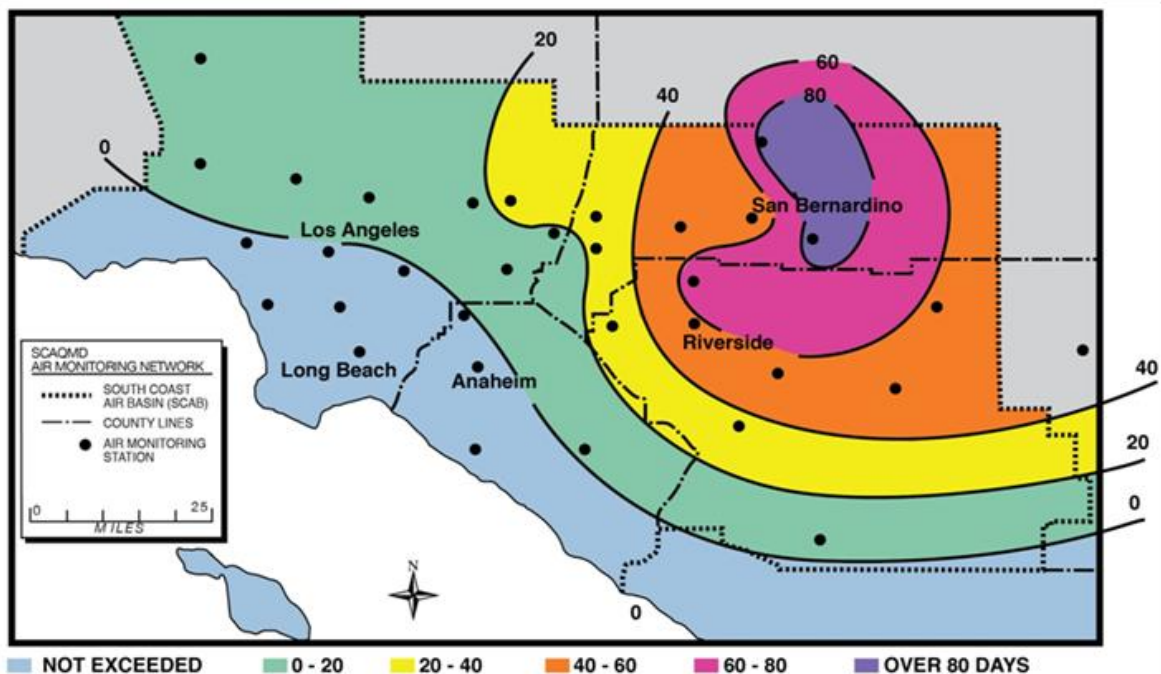 20
60
40
80
0
San Bernardino
Los Angeles
Riverside
Long Beach
Anaheim
SCAQMD
AIR MONITORING NETWORK
SOUTH COAST
AIR BASIN (SCAB)
COUNTY LINES
AIR MONITORING
STATION
0 25
MILES
N
40
20
0
0
NOT EXCEEDED 0 - 20 20 - 40 40 - 60 60 - 80 OVER 80 DAYS